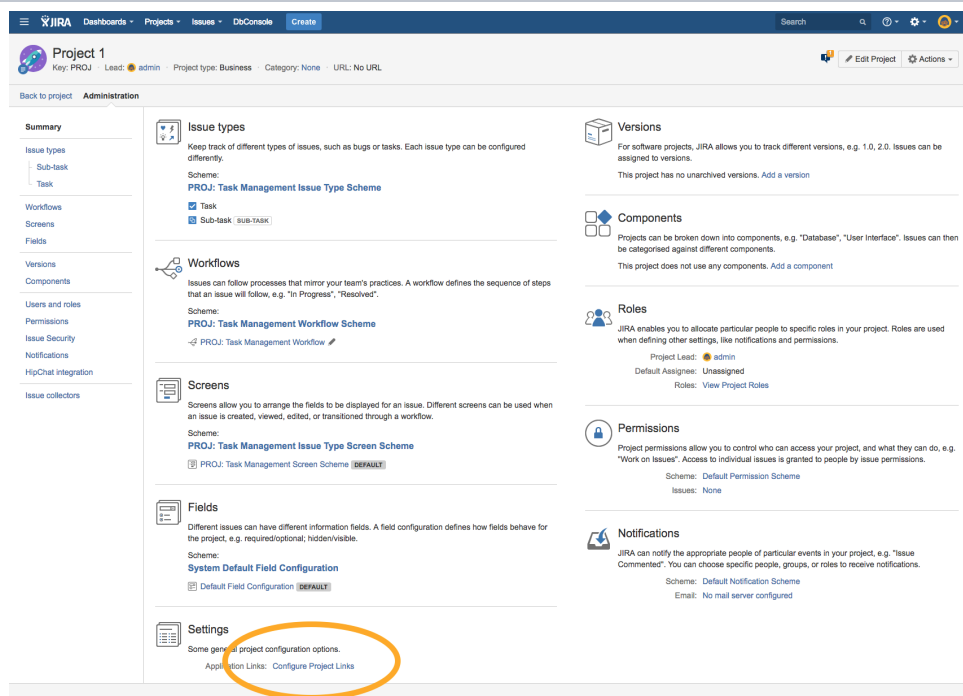 JIRA Dashboards Projects Issues DbConsole Create Search
Project 1
Key: PROJ Lead: admin Project type: Business Category: None URL: No URL
Edit Project Actions
Back to project Administration
Summary
Issue types
Sub-task
Task
Workflows
Screens
Fields
Versions
Components
Users and roles
Permissions
Issue Security
Notifications
HipChat integration
Issue collectors
Issue types
Keep track of different types of issues, such as bugs or tasks. Each issue type can be configured
differently.
Scheme:
PROJ: Task Management Issue Type Scheme
Task
Sub-task SUB-TASK
Workflows
Issues can follow processes that mirror your team's practices. A workflow defines the sequence of steps
that an issue will follow, e.g. "In Progress", "Resolved".
Scheme:
PROJ: Task Management Workflow Scheme
PROJ: Task Management Workflow
Screens
Screens allow you to arrange the fields to be displayed for an issue. Different screens can be used when
an issue is created, viewed, edited, or transitioned through a workflow.
Scheme:
PROJ: Task Management Issue Type Screen Scheme
PROJ: Task Management Screen Scheme DEFAULT
Fields
Different issues can have different information fields. A field configuration defines how fields behave for
the project, e.g. required/optional; hidden/visible.
Scheme:
System Default Field Configuration
Default Field Configuration DEFAULT
Settings
Some general project configuration options.
Application Links: Configure Project Links
Versions
For software projects, JIRA allows you to track different versions, e.g. 1.0, 2.0. Issues can be
assigned to versions.
This project has no unarchived versions. Add a version
Components
Projects can be broken down into components, e.g. "Database", "User Interface". Issues can then
be categorised against different components.
This project does not use any components. Add a component
Roles
JIRA enables you to allocate particular people to specific roles in your project. Roles are used
when defining other settings, like notifications and permissions.
Project Lead: admin
Default Assignee: Unassigned
Roles: View Project Roles
Permissions
Project permissions allow you to control who can access your project, and what they can do, e.g.
"Work on Issues". Access to individual issues is granted to people by issue permissions.
Scheme: Default Permission Scheme
Issues: None
Notifications
JIRA can notify the appropriate people of particular events in your project, e.g. "Issue
Commented". You can choose specific people, groups, or roles to receive notifications.
Scheme: Default Notification Scheme
Email: No mail server configured